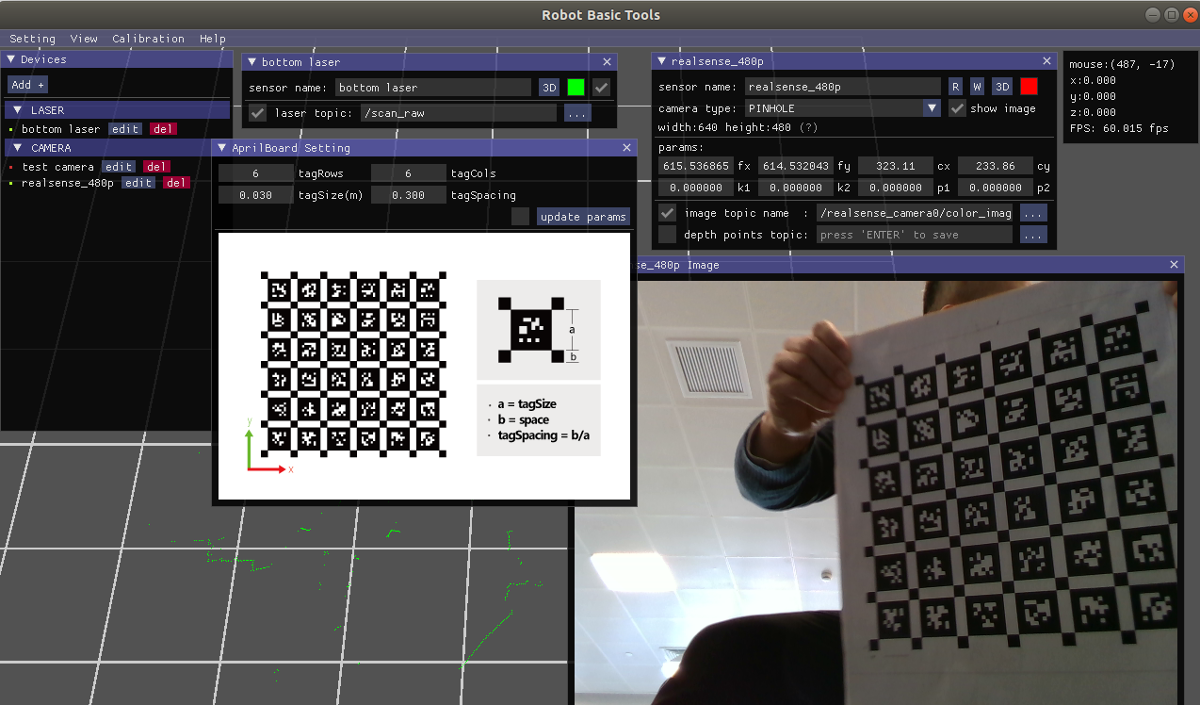 Robot Basic Tools
Setting View Calibration Help
Devices
Add +
LASER
bottom laser edit del
CAMERA
test camera edit del
realsense_480p edit del
bottom laser
sensor name: bottom laser 3D
laser topic: /scan_raw ...
AprilBoard Setting
6 tagRows 6 tagCols
0.030 tagSize(m) 0.300 tagSpacing
update params
a
b
· a = tagSize
· b = space
· tagSpacing = b/a
y
x
realsense_480p
sensor name: realsense_480p R W 3D
camera type: PINHOLE show image
width:640 height:480 (?)
params:
615.536865 fx 614.532043 fy 323.11 cx 233.86 cy
0.000000 k1 0.000000 k2 0.000000 p1 0.000000 p2
image topic name : /realsense_camera0/color_imag ...
depth points topic: press 'ENTER' to save ...
se_480p Image
mouse:(487, -17)
x:0.000
y:0.000
z:0.000
FPS: 60.015 fps